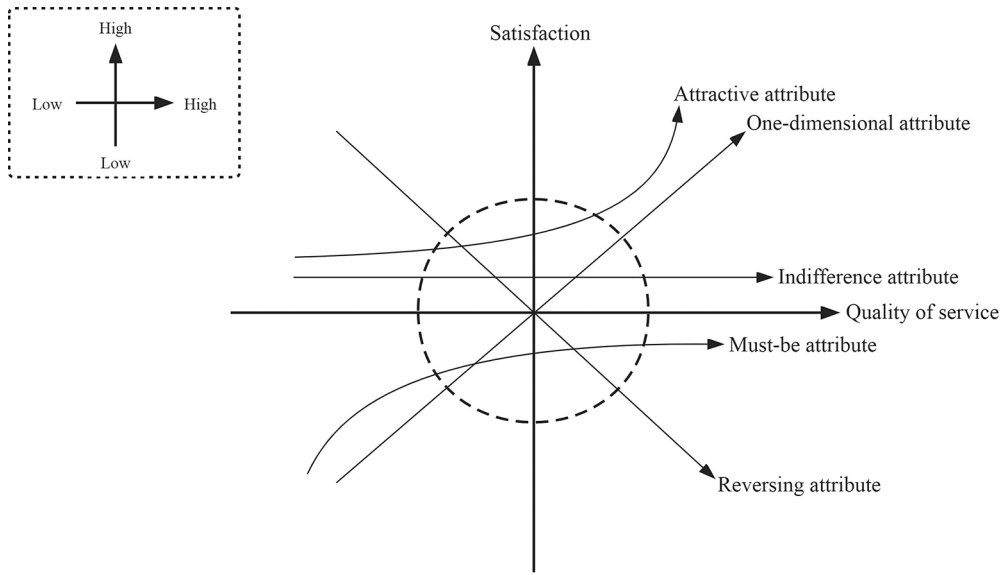 High
Low
High
Low
Satisfaction
Attractive attribute
One-dimensional attribute
Indifference attribute
Quality of service
Must-be attribute
Reversing attribute